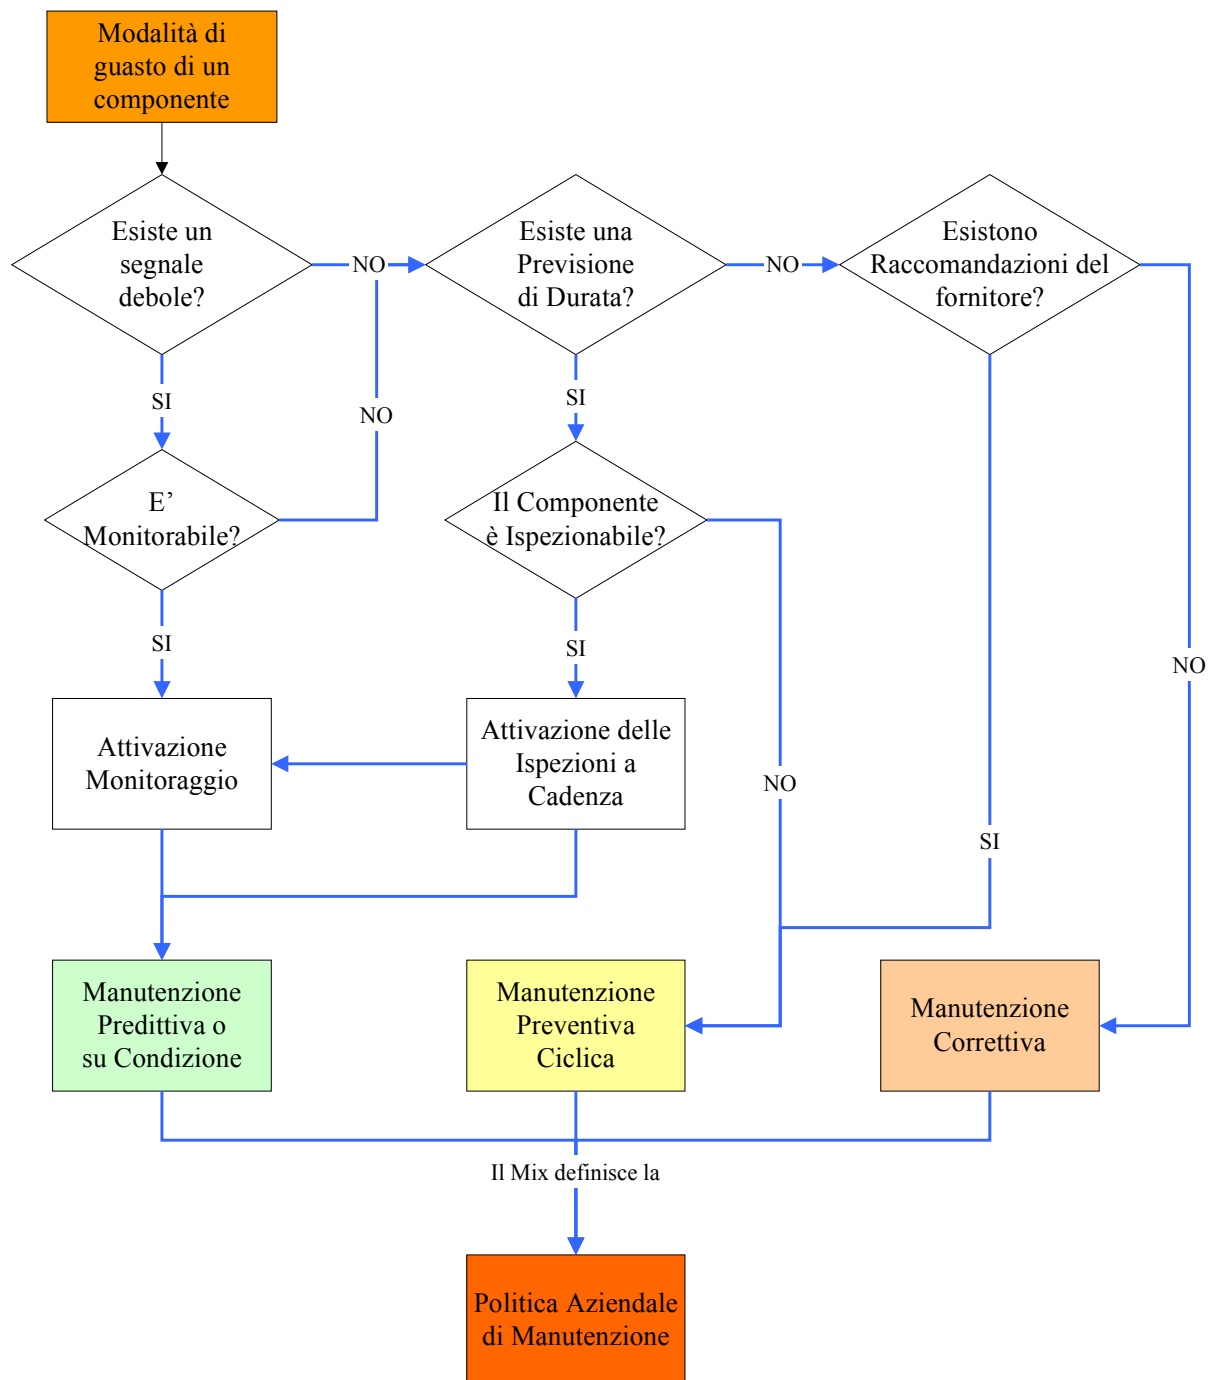 Modalità di
guasto di un
componente
Esiste un
segnale
debole?
NO
Esiste una
Previsione
di Durata?
NO
Esistono
Raccomandazioni del
fornitore?
SI
NO
SI
E’
Monitorabile?
Il Componente
è Ispezionabile?
SI
SI
NO
Attivazione
Monitoraggio
Attivazione delle
Ispezioni a
Cadenza
NO
SI
Manutenzione
Predittiva o
su Condizione
Manutenzione
Preventiva
Ciclica
Manutenzione
Correttiva
Il Mix definisce la
Politica Aziendale
di Manutenzione